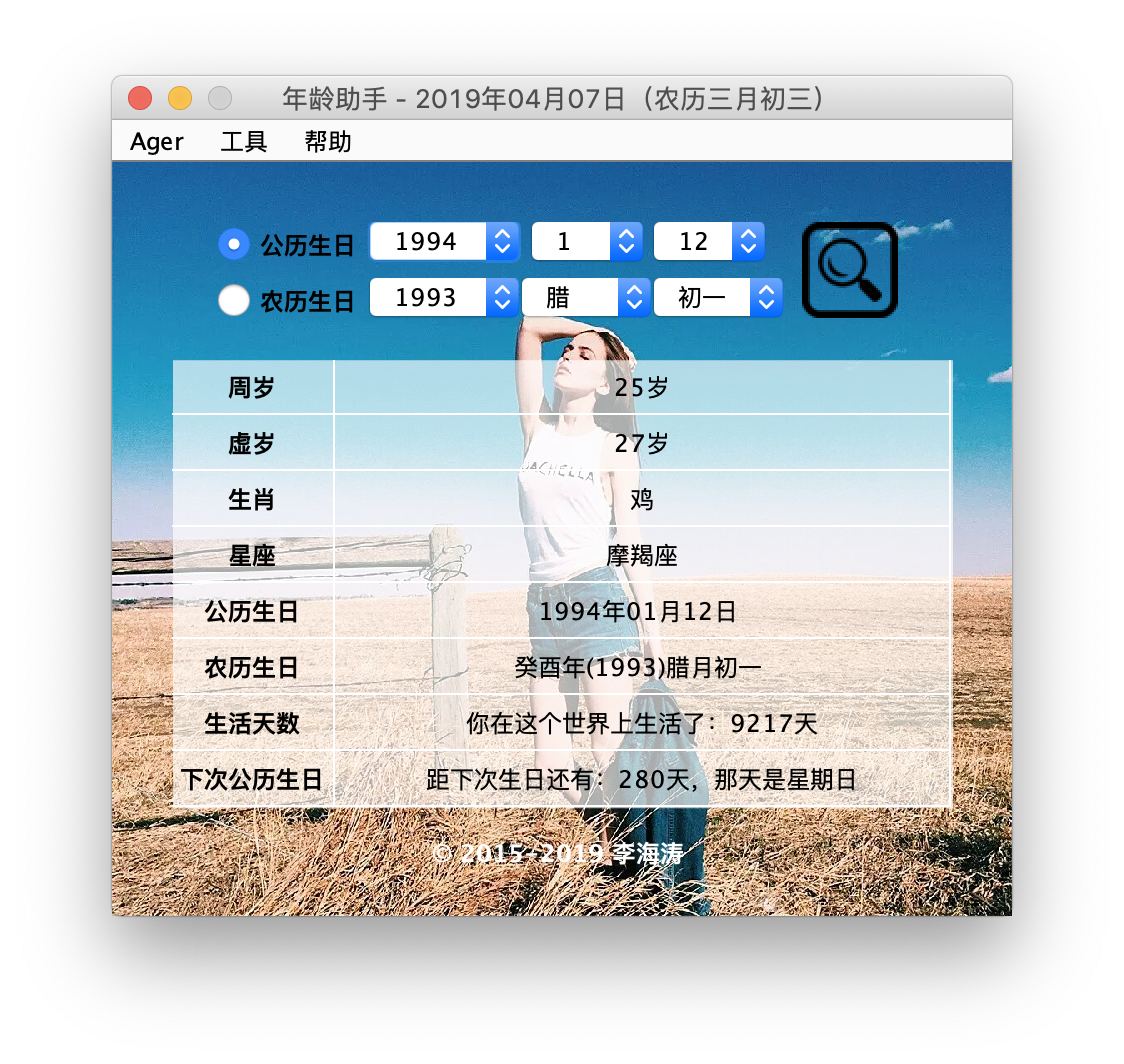 年龄助手 - 2019年04月07日（农历三月初三）
Ager 工具 帮助
公历生日 1994 1 12
农历生日 1993 腊 初一
周岁 25岁
虚岁 27岁
生肖 鸡
ACHELLA
星座 摩羯座
公历生日 1994年01月12日
农历生日 癸酉年(1993)腊月初一
生活天数 你在这个世界上生活了：9217天
下次公历生日 距下次生日还有：280天，那天是星期日
© 2015-2019 李海涛